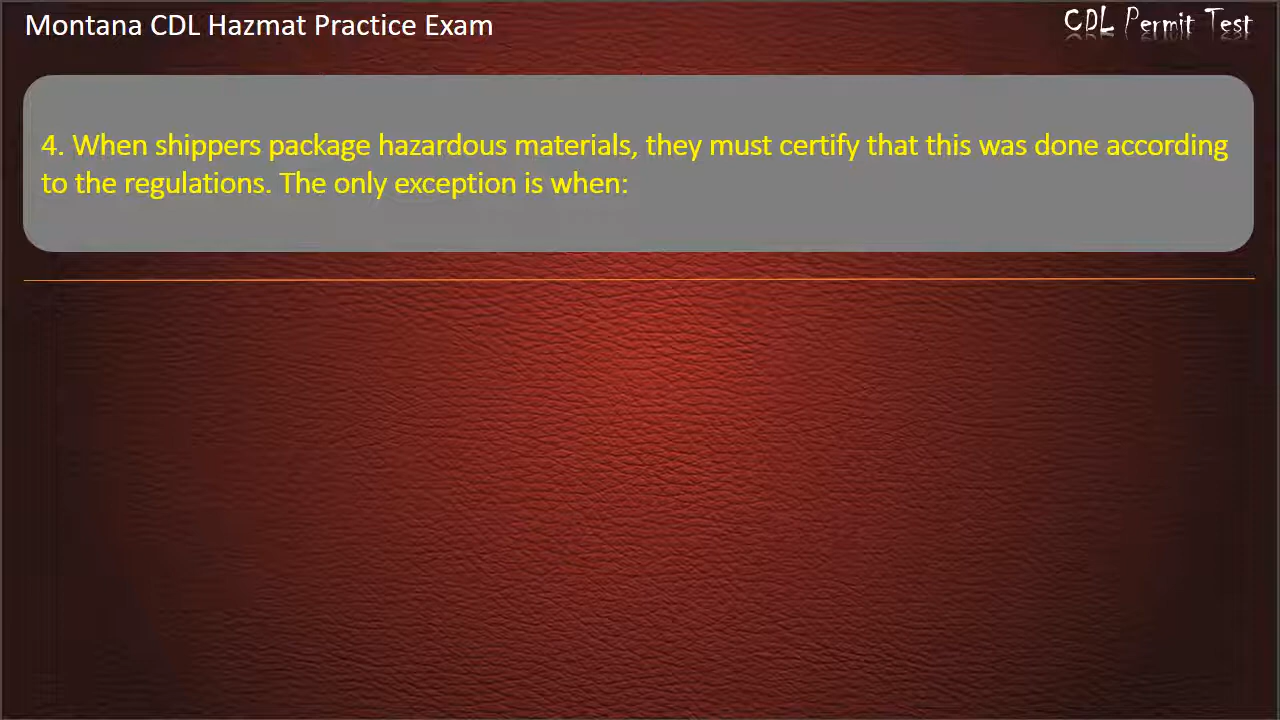 Montana CDL Hazmat Practice Exam
CDL Permit Test
4. When shippers package hazardous materials, they must certify that this was done according
to the regulations. The only exception is when: